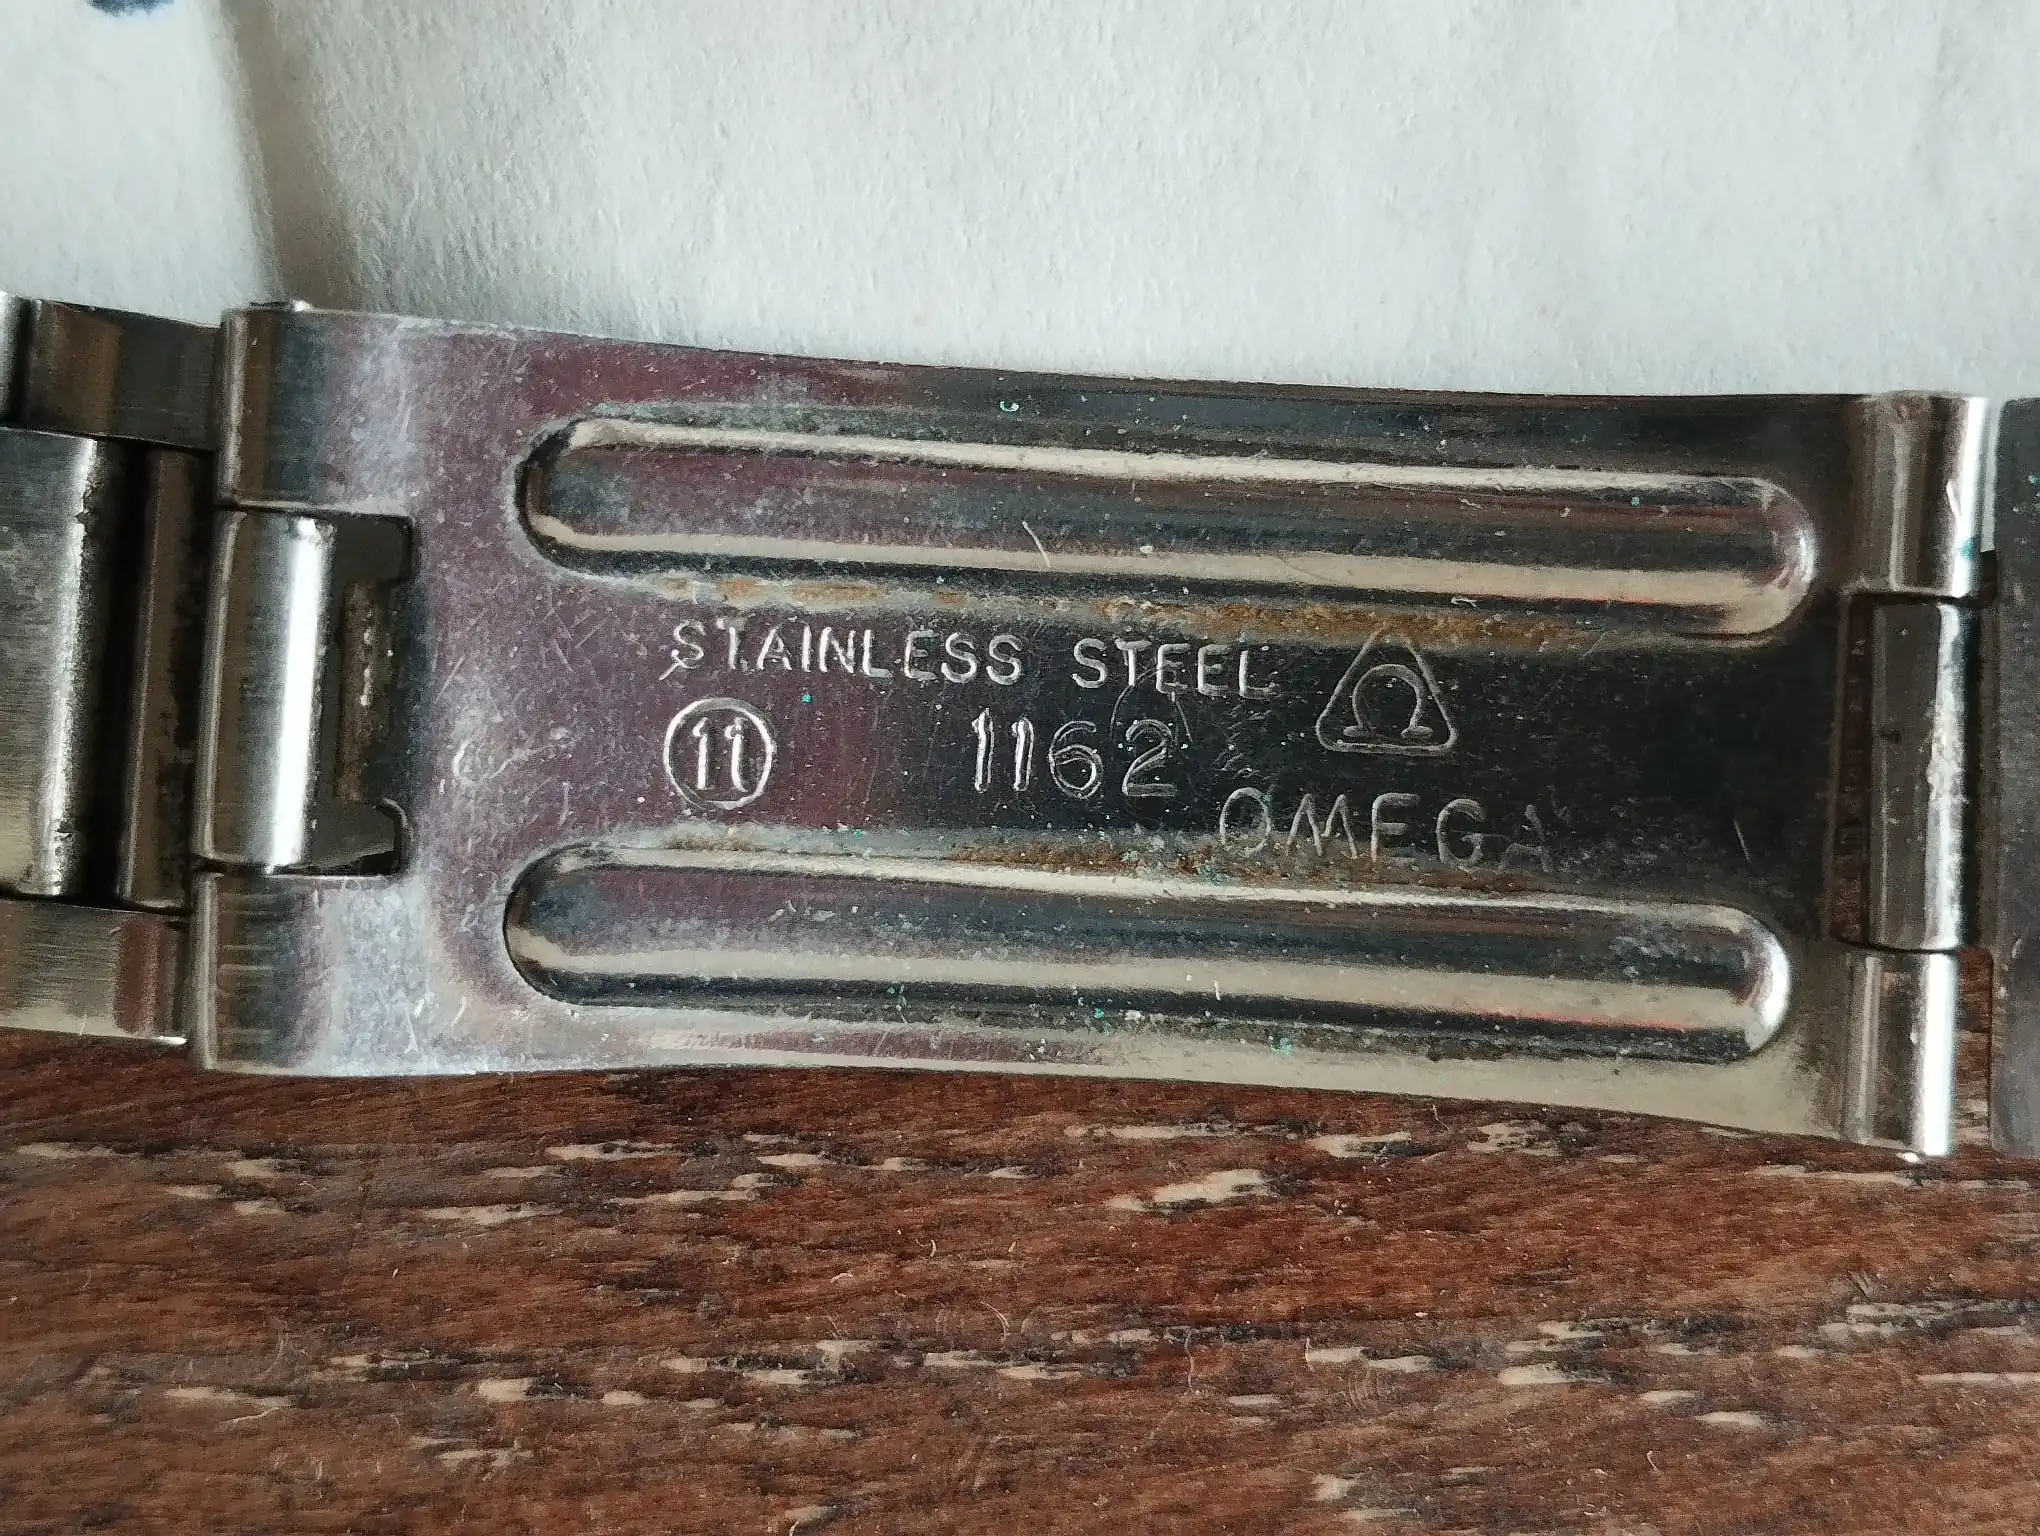 STAINLESS STEEL Ω
11 1162
OMEGA